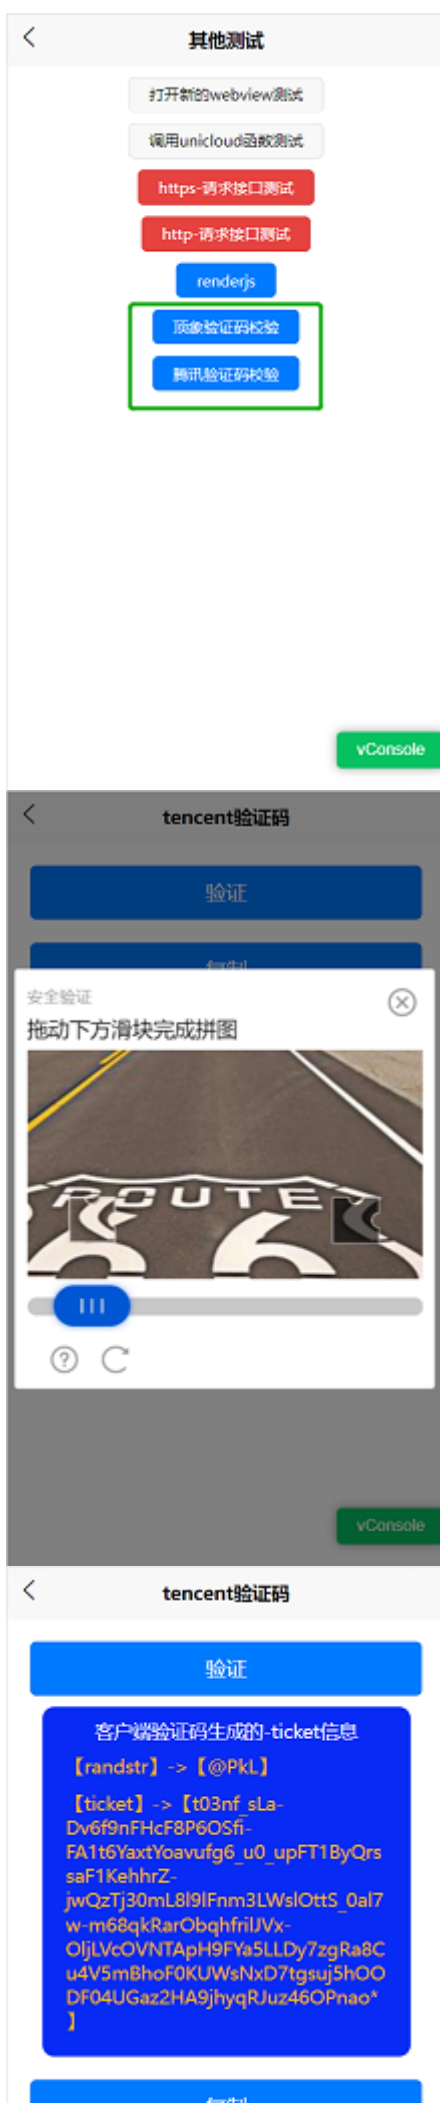 其他测试
打开新的webview测试
调用unicloud函数测试
https-请求接口测试
http-请求接口测试
renderjs
顶象验证码校验
腾讯验证码校验
vConsole
tencent验证码
验证
复制
安全验证
拖动下方滑块完成拼图
ROUTE
66
vConsole
tencent验证码
验证
客户端验证码生成的-ticket信息
【randstr】->【@PkL】
【ticket】->【t03nf_sLa-
Dv6f9nFHcF8P6OSfi-
FA1t6YaxtYoavufg6_u0_upFT1ByQrs
saF1KehhrZ-
jwQzTj30mL8l9lFnm3LWslOttS_0al7
w-m68qkRarObqhfrilJVx-
OljLVcOVNTApH9FYa5LLDy7zgRa8C
u4V5mBhoF0KUWsNxD7tgsuj5hOO
DF04UGaz2HA9jhyqRJuz46OPnao*
】
复制